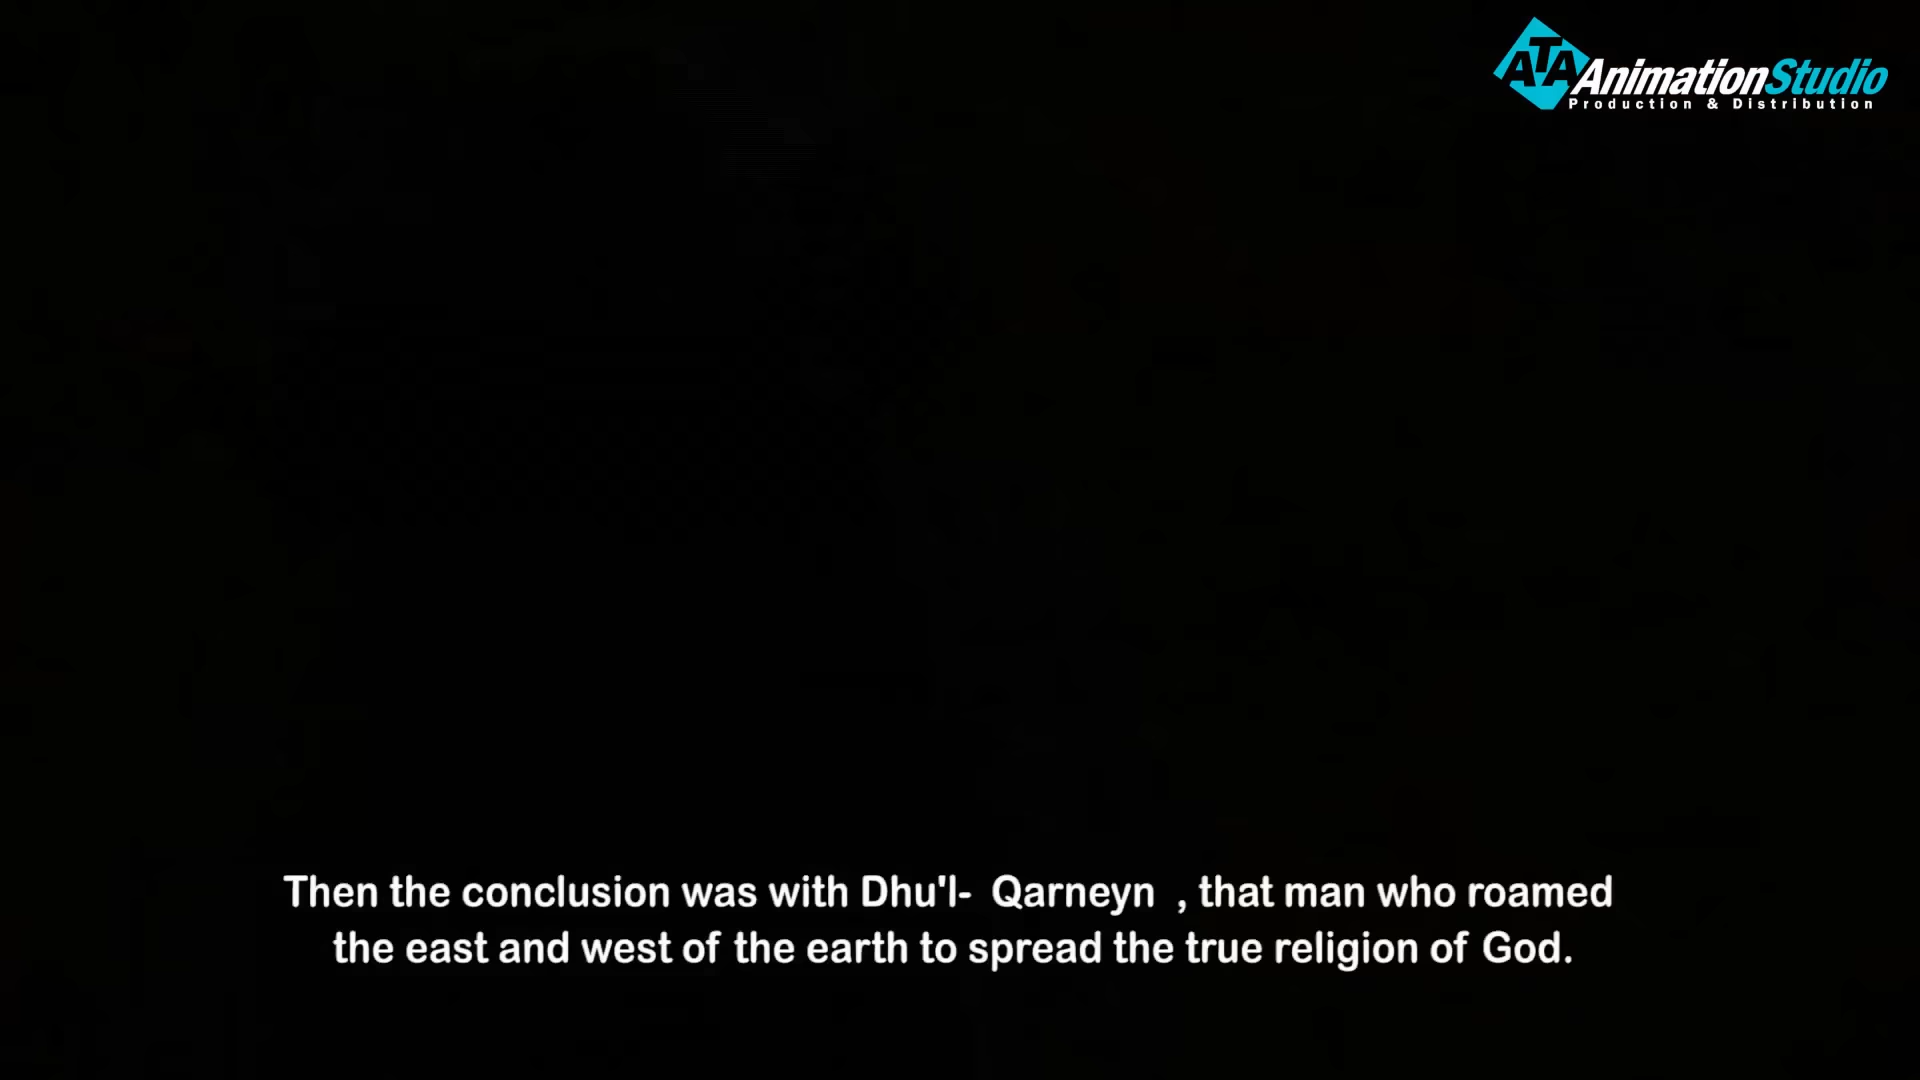 ATA AnimationStudio
Production & Distribution
Then the conclusion was with Dhu'l- Qarneyn , that man who roamed
the east and west of the earth to spread the true religion of God.